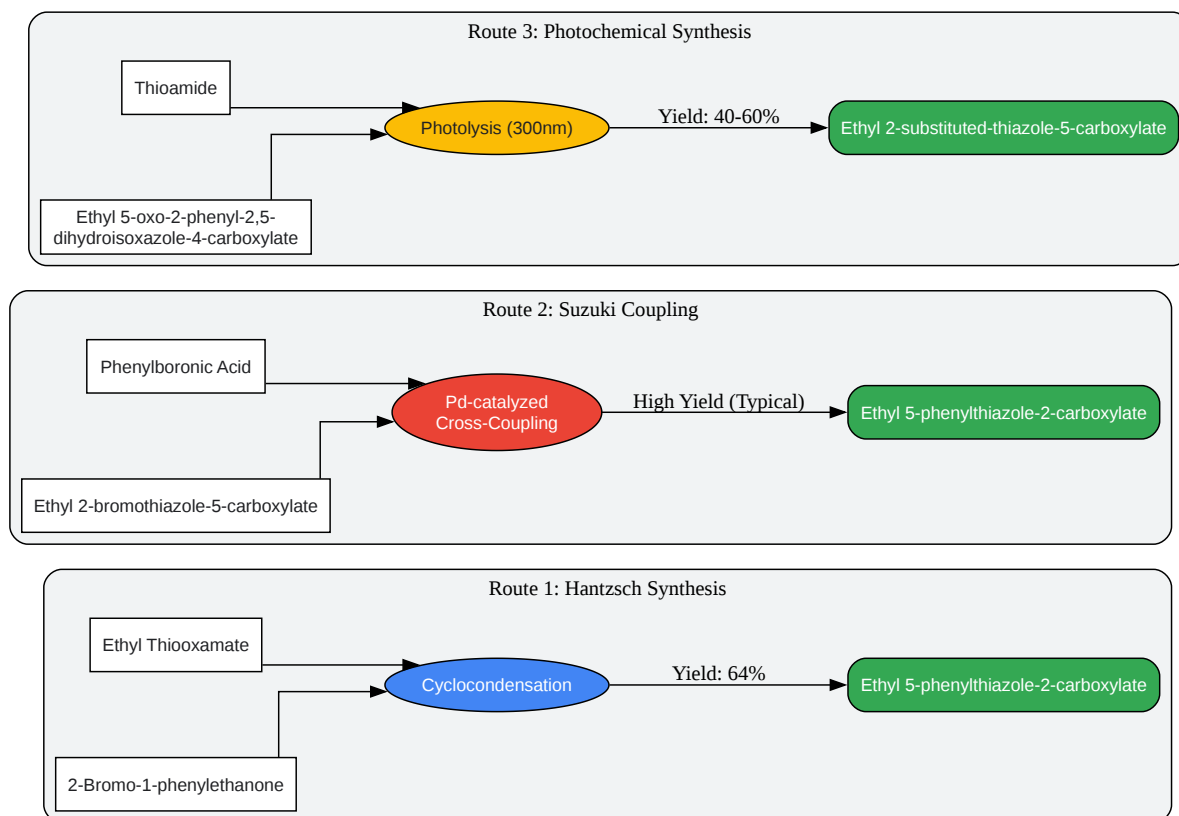 Route 3: Photochemical Synthesis
Thioamide
Photolysis (300nm)
Yield: 40-60%
Ethyl 2-substituted-thiazole-5-carboxylate
Ethyl 5-oxo-2-phenyl-2,5-
dihydroisoxazole-4-carboxylate
Route 2: Suzuki Coupling
Phenylboronic Acid
Pd-catalyzed
Cross-Coupling
High Yield (Typical)
Ethyl 5-phenylthiazole-2-carboxylate
Ethyl 2-bromothiazole-5-carboxylate
Route 1: Hantzsch Synthesis
Ethyl Thiooxamate
Cyclocondensation
Yield: 64%
Ethyl 5-phenylthiazole-2-carboxylate
2-Bromo-1-phenylethanone